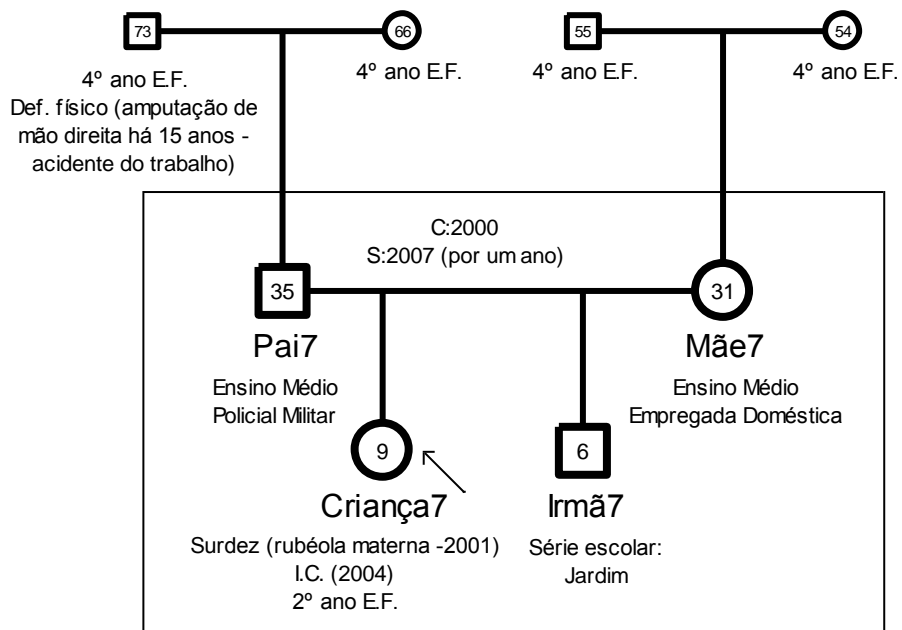 73
66
55
54
4º ano E.F.
Def. físico (amputação de
mão direita há 15 anos -
acidente do trabalho)
4º ano E.F.
4º ano E.F.
4º ano E.F.
C:2000
S:2007 (por um ano)
35
31
Pai7
Ensino Médio
Policial Militar
Mãe7
Ensino Médio
Empregada Doméstica
9
6
Criança7
Surdez (rubéola materna -2001)
I.C. (2004)
2º ano E.F.
Irmã7
Série escolar:
Jardim